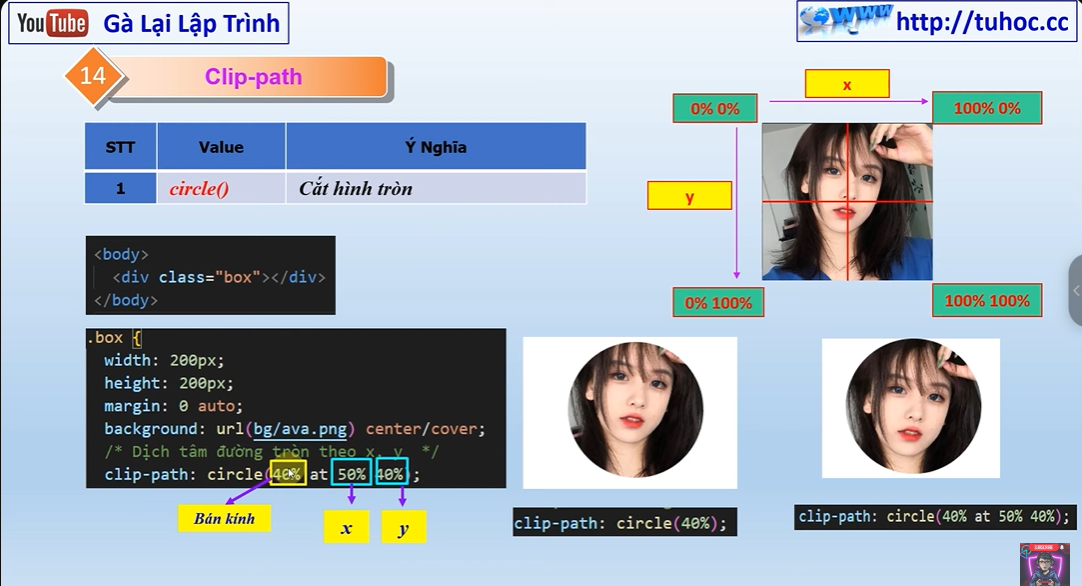 YouTube Gà Lại Lập Trình
WWW http://tuhoc.cc
14 Clip-path
STT Value Ý Nghĩa
1 circle() Cắt hình tròn
<body>
<div class="box"></div>
</body>
.box {
width: 200px;
height: 200px;
margin: 0 auto;
background: url(bg/ava.png) center/cover;
/* Dịch tâm đường tròn theo x, y */
clip-path: circle(40% at 50% 40%);
Bán kính
x
y
x
0% 0%
100% 0%
y
0% 100%
100% 100%
clip-path: circle(40%);
clip-path: circle(40% at 50% 40%);